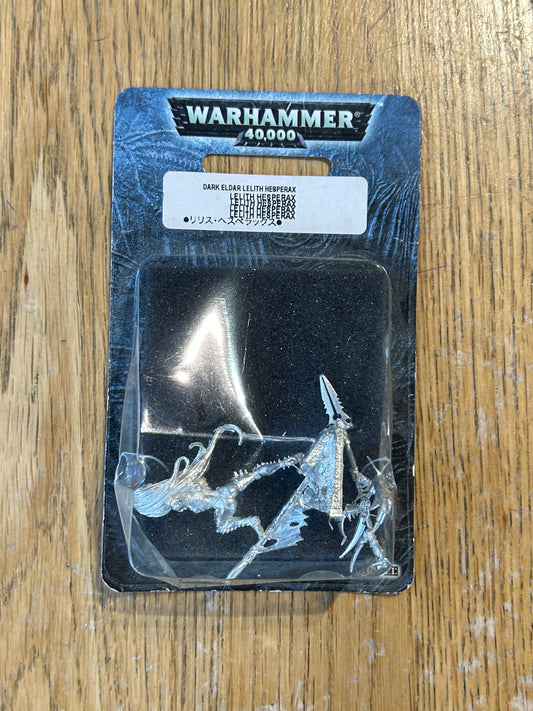 WARHAMMER
40,000
DARK ELDAR LELITH HESPERAX
LELITH HESPERAX
LELITH HESPERAX
LELITH HESPERAX
LELITH HESPERAX
●リリス・ヘスペラックス●